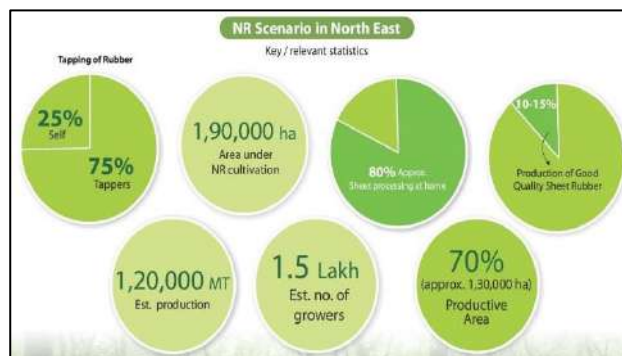 NR Scenario in North East
Key / relevant statistics
Tapping of Rubber
25%
Self
75%
Tappers
1,90,000 ha
Area under
NR cultivation
80% Approx.
Sheet processing at home
10-15%
Production of Good
Quality Sheet Rubber
1,20,000 MT
Est. production
1.5 Lakh
Est. no. of
growers
70%
(approx. 1,30,000 ha)
Productive
Area